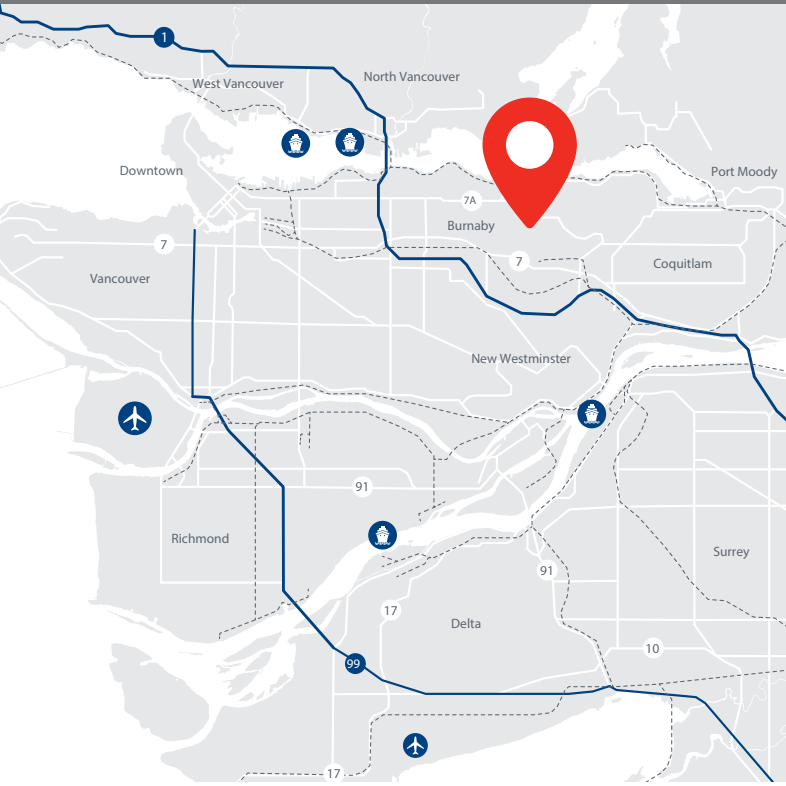 1
West Vancouver
North Vancouver
Downtown
Port Moody
7A
Burnaby
7
7
Coquitlam
Vancouver
New Westminster
91
Richmond
Surrey
91
17
Delta
10
99
17